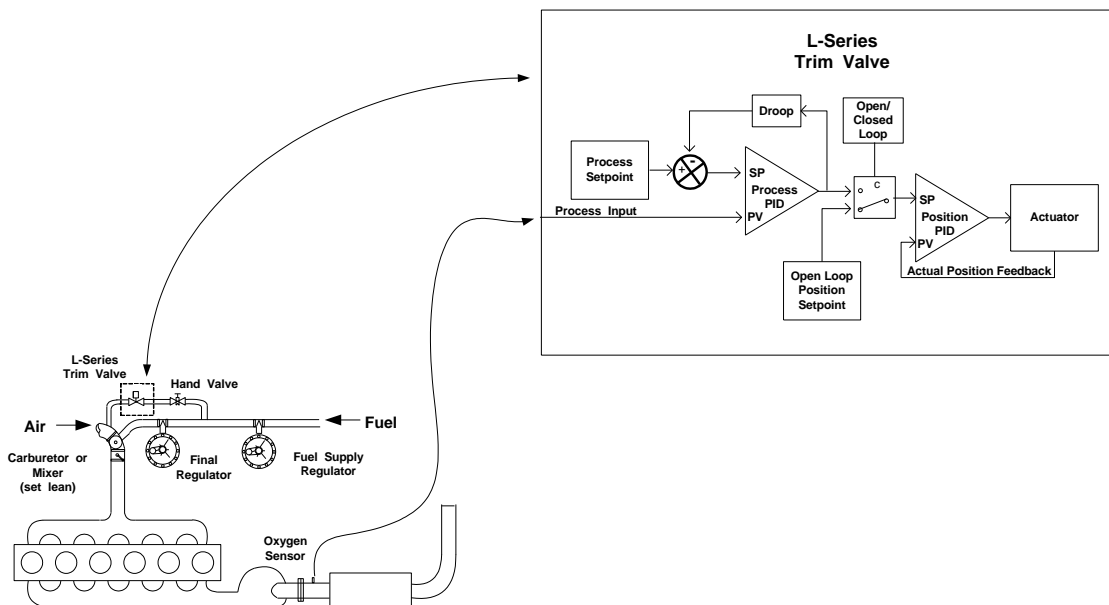 L-Series
Trim Valve
Droop
Open/
Closed
Loop
Process
Setpoint
+
-
SP
Process
PID
PV
C
SP
Position
PID
PV
Actuator
Process Input
Actual Position Feedback
Open Loop
Position
Setpoint
L-Series
Trim Valve
Hand Valve
Air
Fuel
Carburetor or
Mixer
(set lean)
Final
Regulator
Fuel Supply
Regulator
Oxygen
Sensor